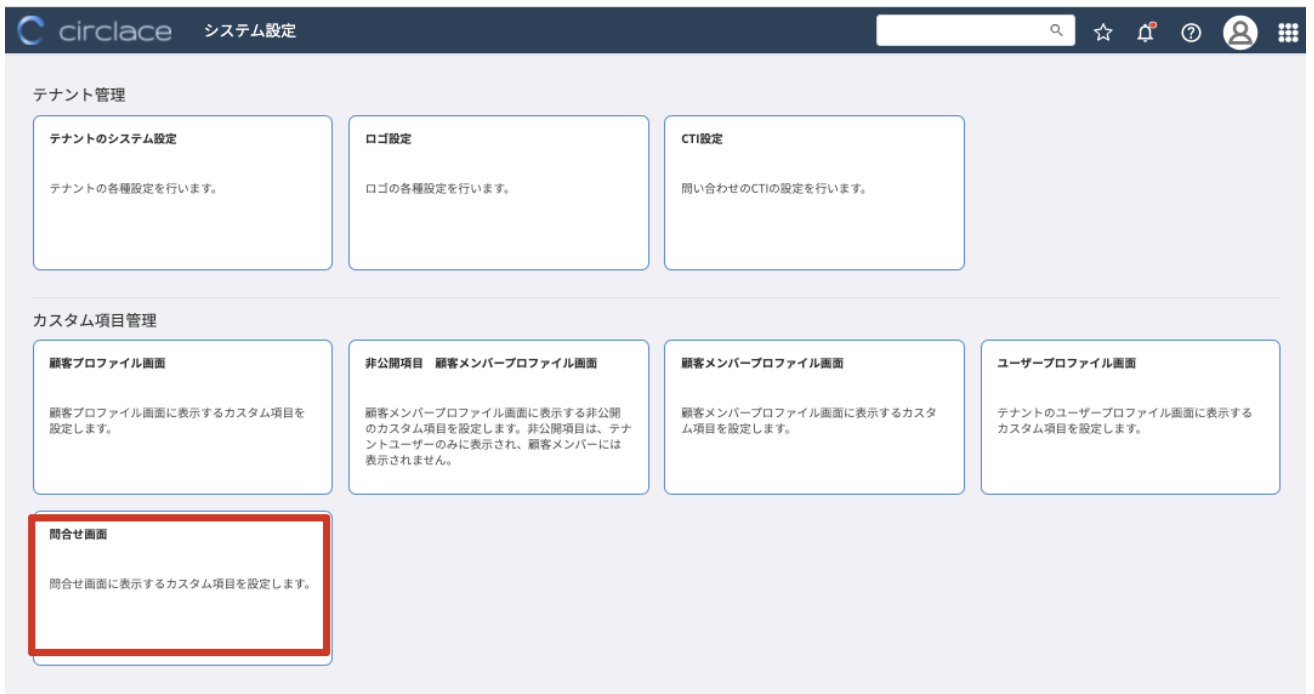 circlace システム設定
テナント管理
テナントのシステム設定
テナントの各種設定を行います。
ロゴ設定
ロゴの各種設定を行います。
CTI設定
問い合わせのCTIの設定を行います。
カスタム項目管理
顧客プロファイル画面
顧客プロファイル画面に表示するカスタム項目を
設定します。
非公開項目　顧客メンバープロファイル画面
顧客メンバープロファイル画面に表示する非公開
のカスタム項目を設定します。非公開項目は、テナ
ントユーザーのみに表示され、顧客メンバーには
表示されません。
顧客メンバープロファイル画面
顧客メンバープロファイル画面に表示するカスタ
ム項目を設定します。
ユーザープロファイル画面
テナントのユーザープロファイル画面に表示する
カスタム項目を設定します。
問合せ画面
問合せ画面に表示するカスタム項目を設定します。